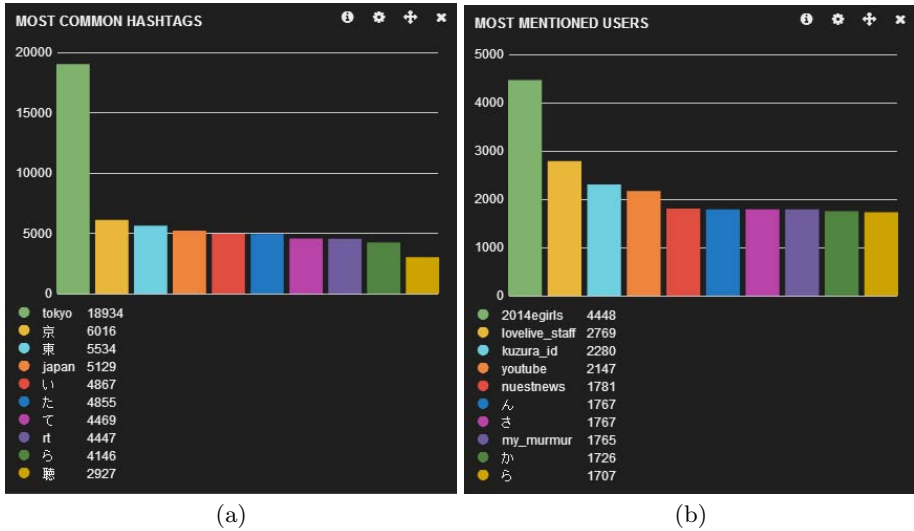 MOST COMMON HASHTAGS
20000
15000
10000
5000
0
tokyo 18934
京 6016
東 5534
japan 5129
い 4867
た 4855
て 4469
rt 4447
ら 4146
聴 2927
(a)
MOST MENTIONED USERS
5000
4000
3000
2000
1000
0
2014egirls 4448
lovelive_staff 2769
kuzura_id 2280
youtube 2147
nuestnews 1781
ん 1767
さ 1767
my_murmur 1765
か 1726
ら 1707
(b)